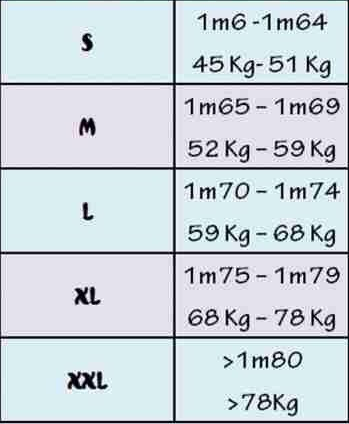 S
1m6 -1m64
45 Kg- 51 Kg
M
1m65 – 1m69
52 Kg – 59 Kg
L
1m70 – 1m74
59 Kg – 68 Kg
XL
1m75 – 1m79
68 Kg – 78 Kg
XXL
>1m80
>78Kg